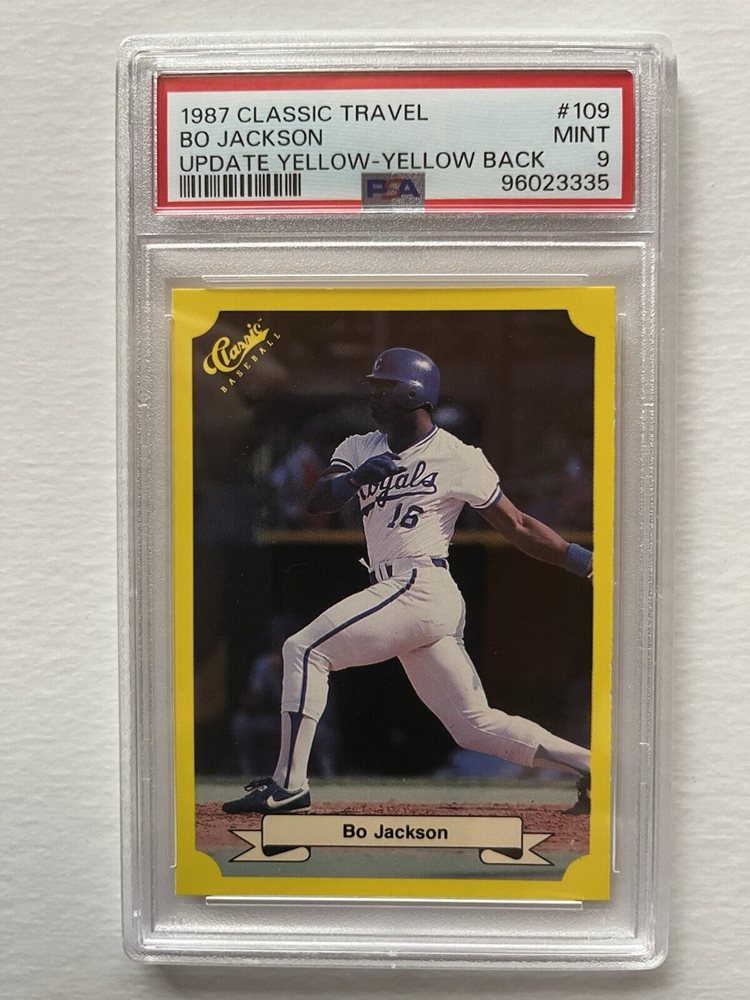 1987 CLASSIC TRAVEL #109
BO JACKSON MINT
UPDATE YELLOW-YELLOW BACK 9
PSA 96023335
Classic
BASEBALL
Royals
16
Bo Jackson